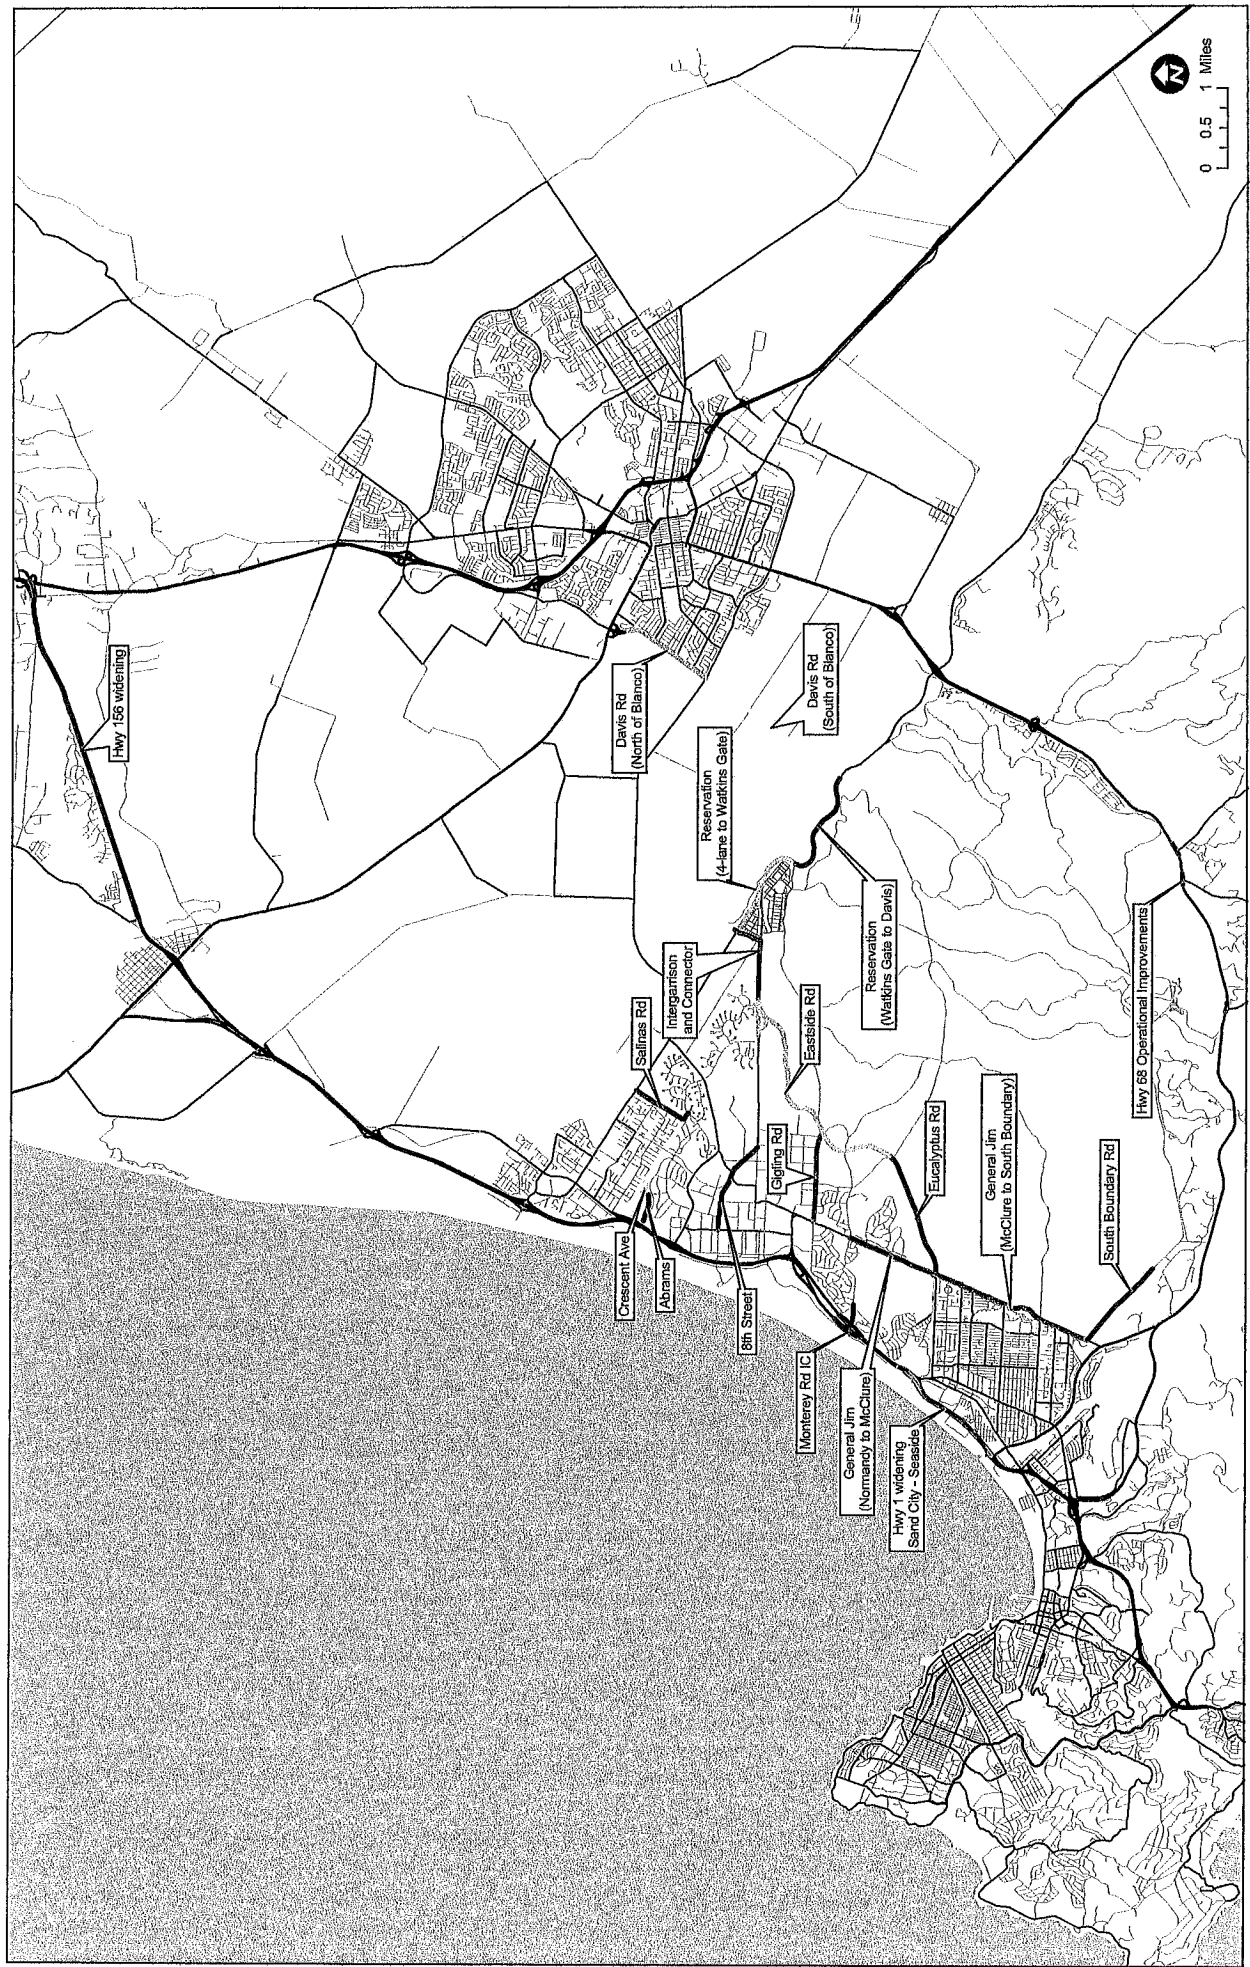 Hwy 156 widening
Davis Rd
(North of Blanco)
Davis Rd
(South of Blanco)
Reservation
(4-lane to Watkins Gate)
Reservation
(Watkins Gate to Davis)
Intergarrison
and Connector
Salinas Rd
Eastside Rd
Gigling Rd
Eucalyptus Rd
General Jim
(McClure to South Boundary)
South Boundary Rd
Hwy 68 Operational Improvements
Crescent Ave
Abrams
8th Street
Monterey Rd IC
General Jim
(Normandy to McClure)
Hwy 1 widening
Sand City - Seaside
N
0 0.5 1 Miles